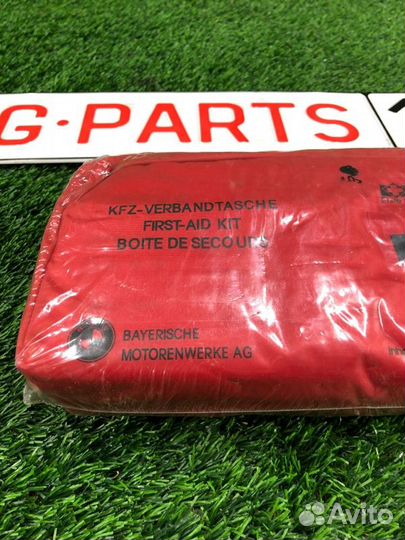 G·PARTS
KFZ-VERBANDTASCHE
FIRST-AID KIT
BOITE DE SECOURS
BAYERISCHE
MOTORENWERKE AG
Avito